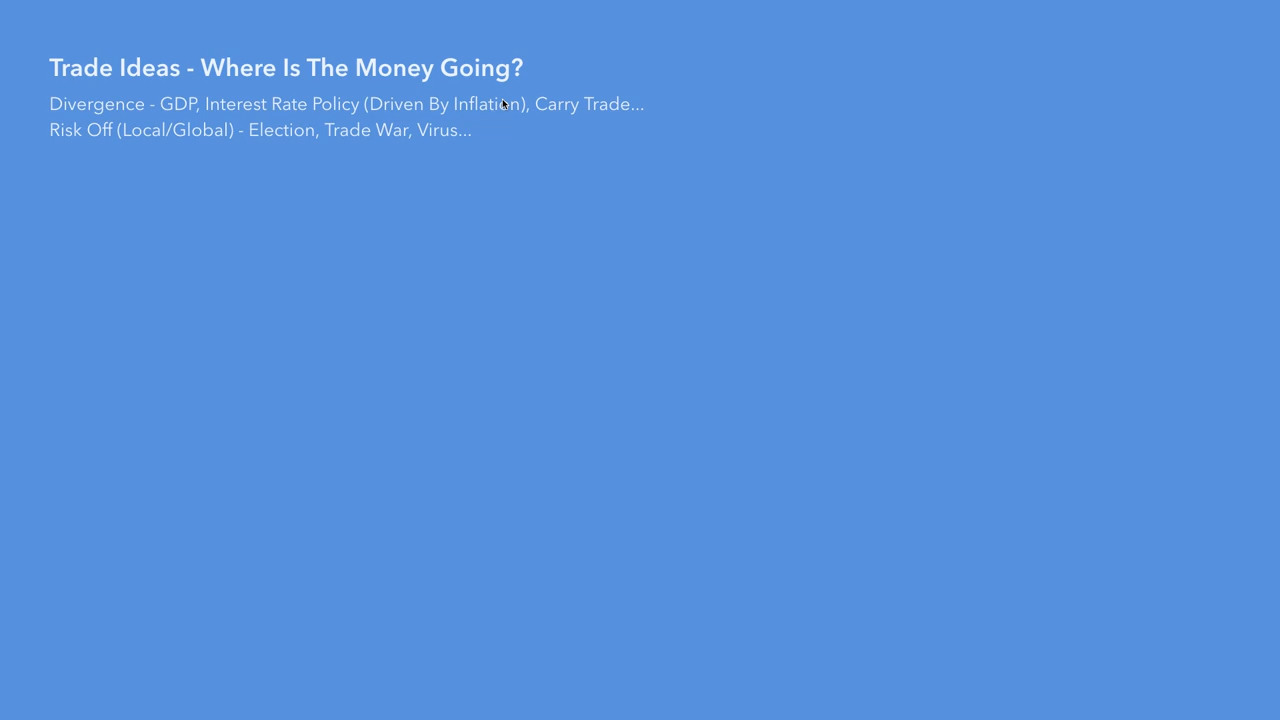 Trade Ideas - Where Is The Money Going?
Divergence - GDP, Interest Rate Policy (Driven By Inflation), Carry Trade...
Risk Off (Local/Global) - Election, Trade War, Virus...